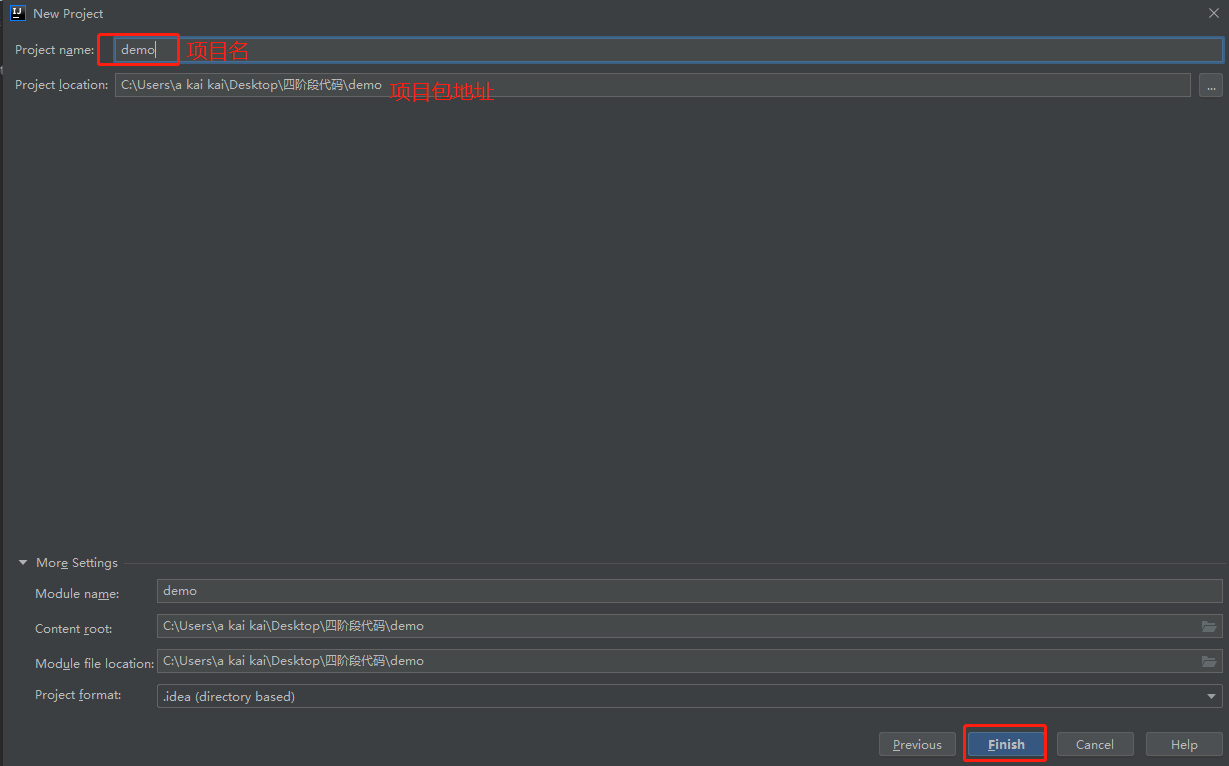 New Project
Project name: demo 项目名
Project location: C:\Users\a kai kai\Desktop\四阶段代码\demo 项目包地址 ...
More Settings
Module name: demo
Content root: C:\Users\a kai kai\Desktop\四阶段代码\demo
Module file location: C:\Users\a kai kai\Desktop\四阶段代码\demo
Project format: .idea (directory based)
Previous Finish Cancel Help